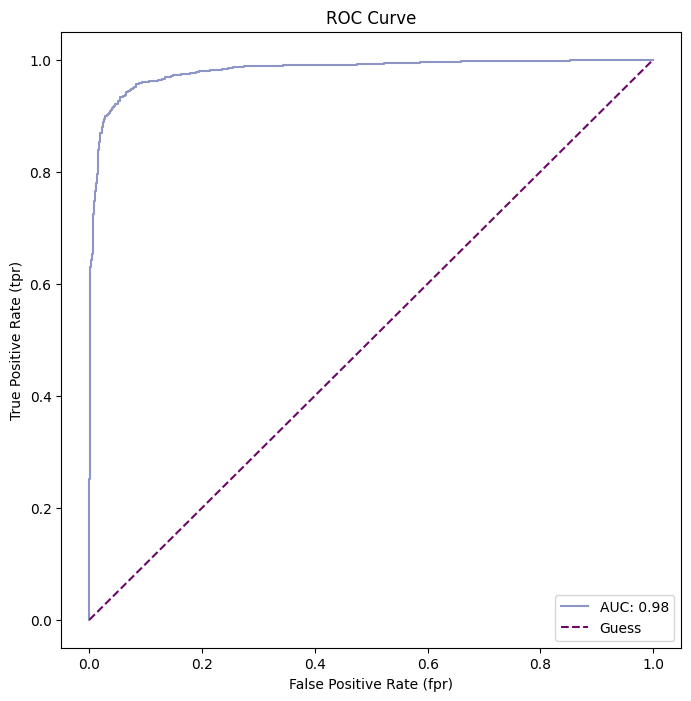 ROC Curve
True Positive Rate (tpr)
1.0
0.8
0.6
0.4
0.2
0.0
AUC: 0.98
Guess
0.0 0.2 0.4 0.6 0.8 1.0
False Positive Rate (fpr)